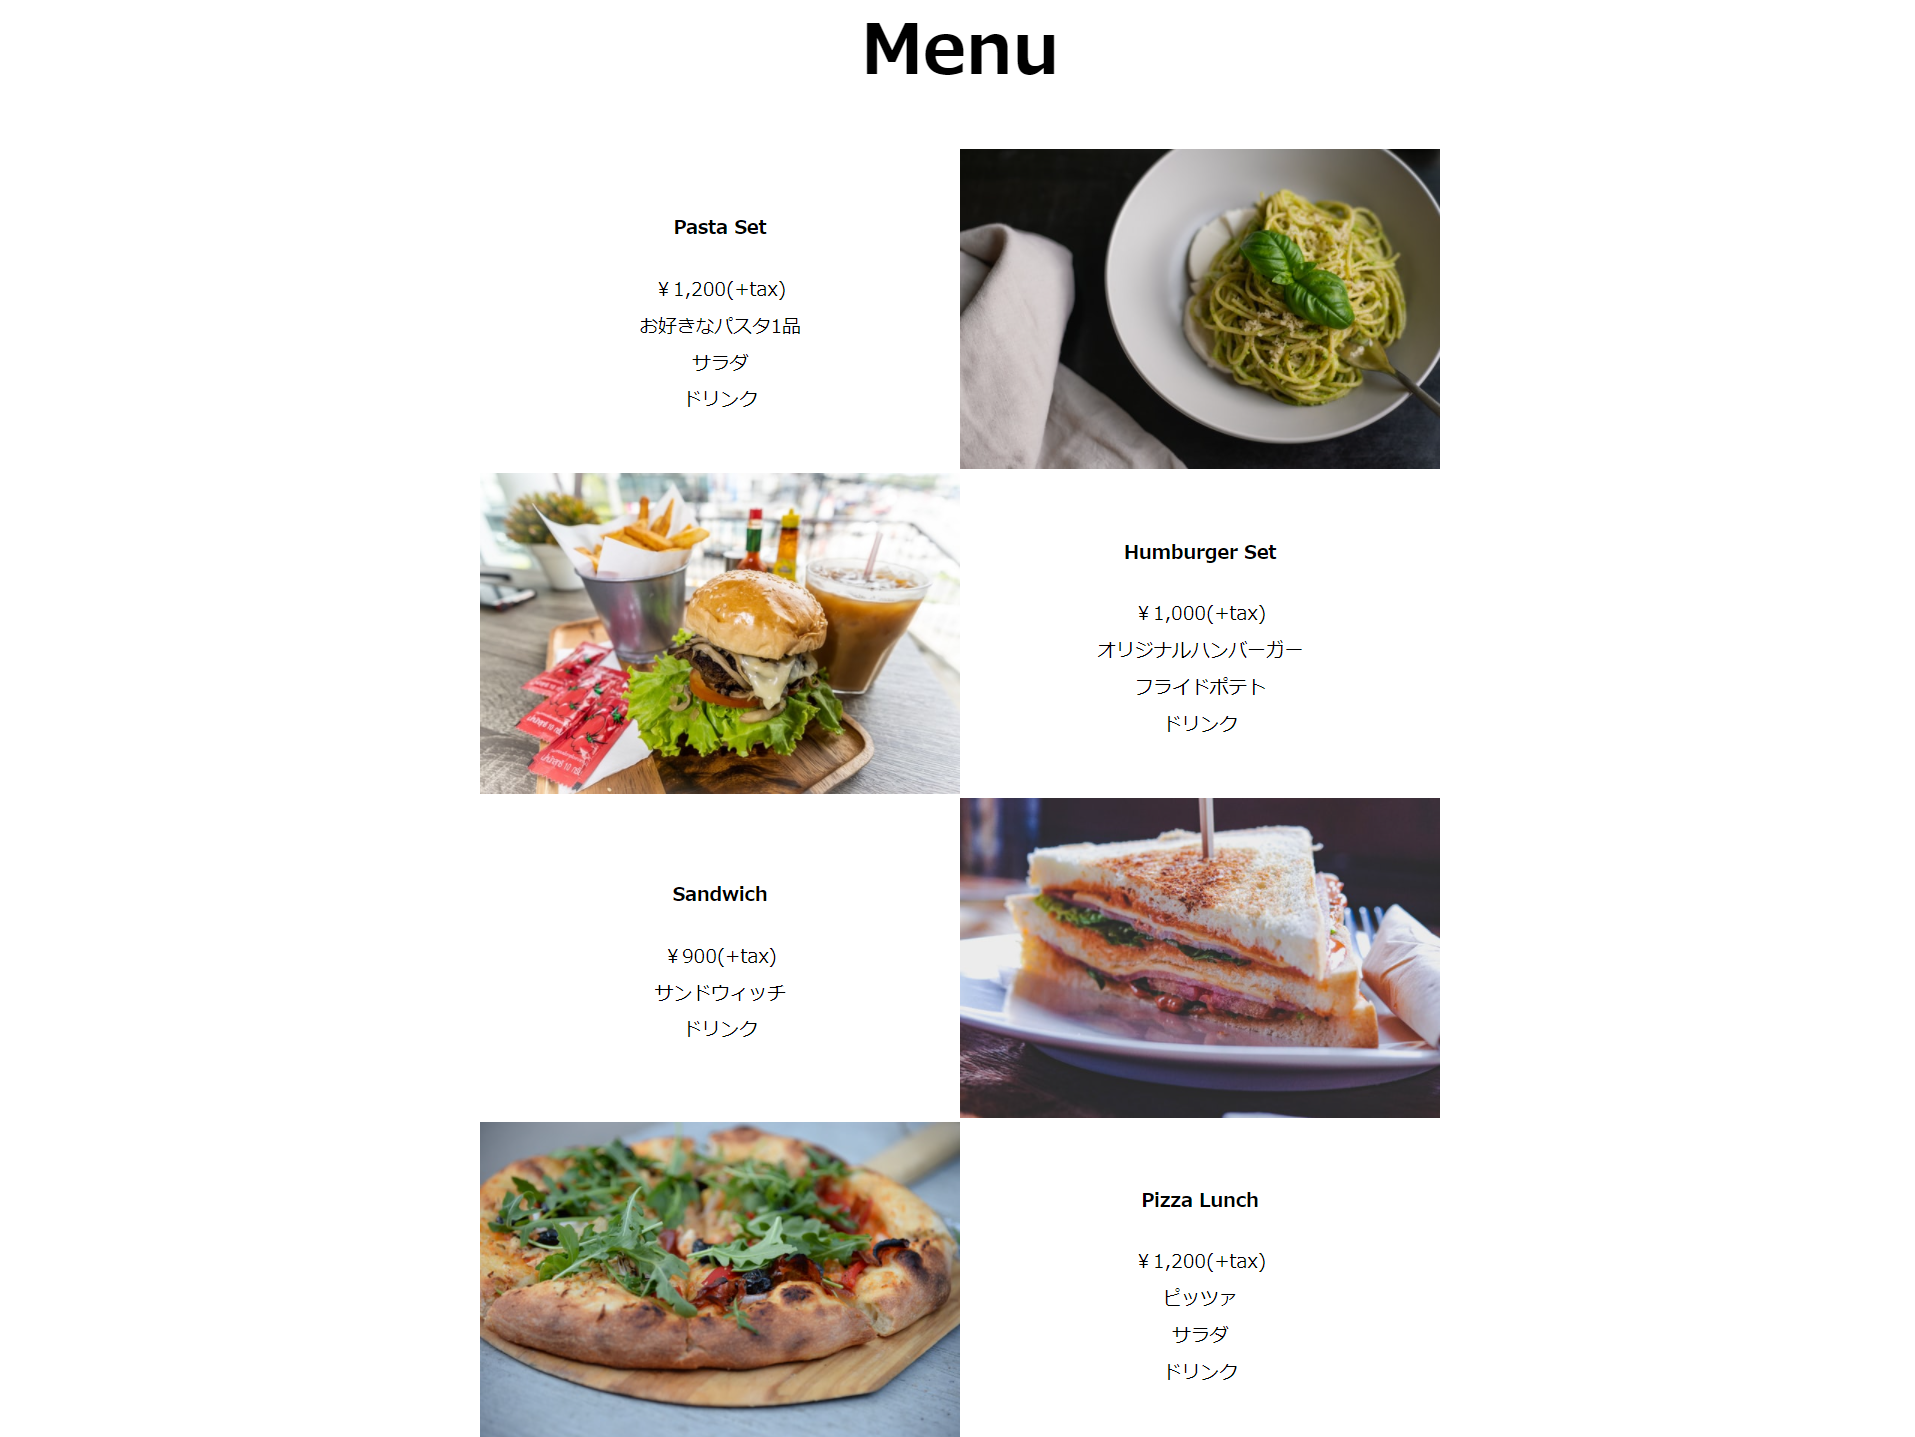 Menu
Pasta Set
￥1,200(+tax)
お好きなパスタ1品
サラダ
ドリンク
Humburger Set
￥1,000(+tax)
オリジナルハンバーガー
フライドポテト
ドリンク
Sandwich
￥900(+tax)
サンドウィッチ
ドリンク
Pizza Lunch
￥1,200(+tax)
ピッツァ
サラダ
ドリンク